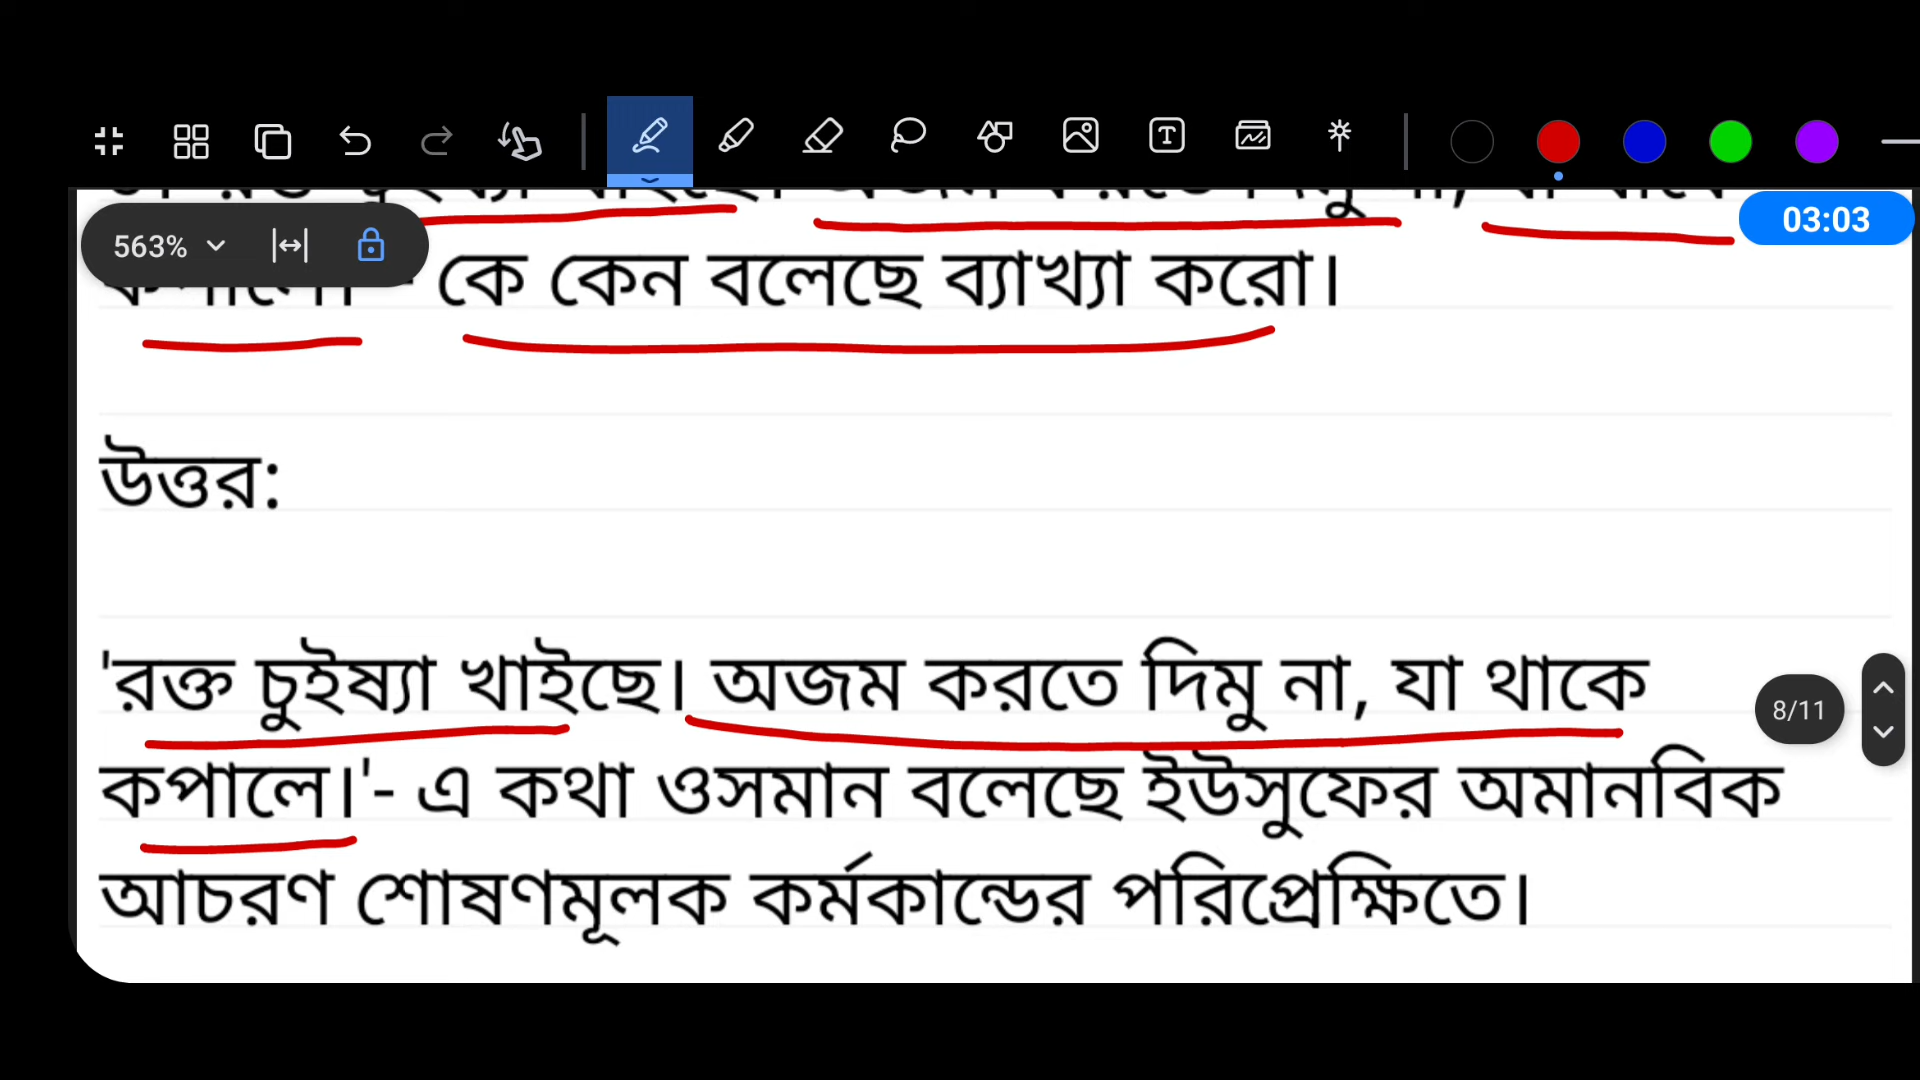 03:03
563%
কে কেন বলেছে ব্যাখ্যা করো।
উত্তর:
'রক্ত চুইষ্যা খাইছে। অজম করতে দিমু না, যা থাকে
8/11
কপালে।'- এ কথা ওসমান বলেছে ইউসুফের অমানবিক
আচরণ শোষণমূলক কর্মকান্ডের পরিপ্রেক্ষিতে।